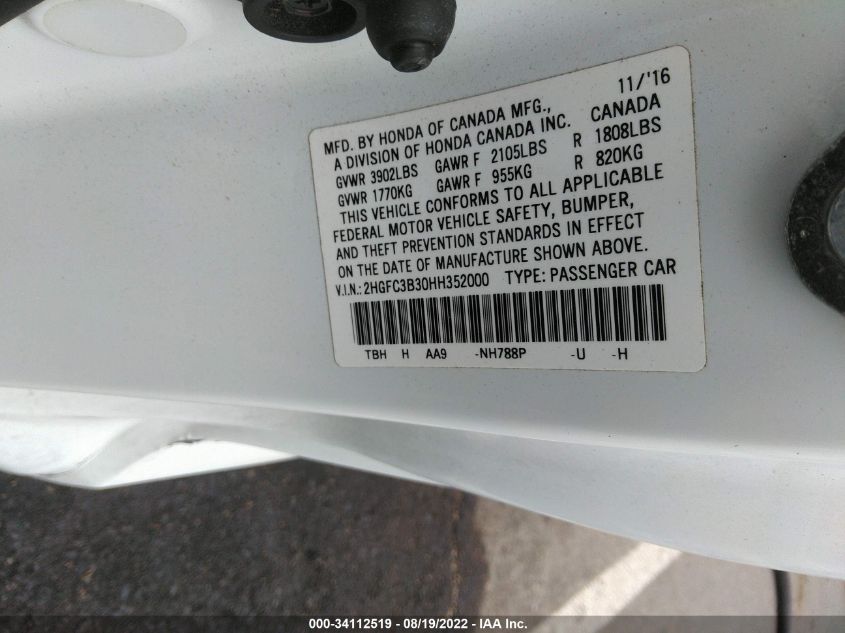 11/'16
MFD. BY HONDA OF CANADA MFG., CANADA
A DIVISION OF HONDA CANADA INC.
GVWR 3902LBS GAWR F 2105LBS R 1808LBS
GVWR 1770KG GAWR F 955KG R 820KG
THIS VEHICLE CONFORMS TO ALL APPLICABLE
FEDERAL MOTOR VEHICLE SAFETY, BUMPER,
AND THEFT PREVENTION STANDARDS IN EFFECT
ON THE DATE OF MANUFACTURE SHOWN ABOVE.
V.I.N.: 2HGFC3B30HH352000 TYPE: PASSENGER CAR
TBH H AA9 -NH788P -U -H
000-34112519 - 08/19/2022 - IAA Inc.